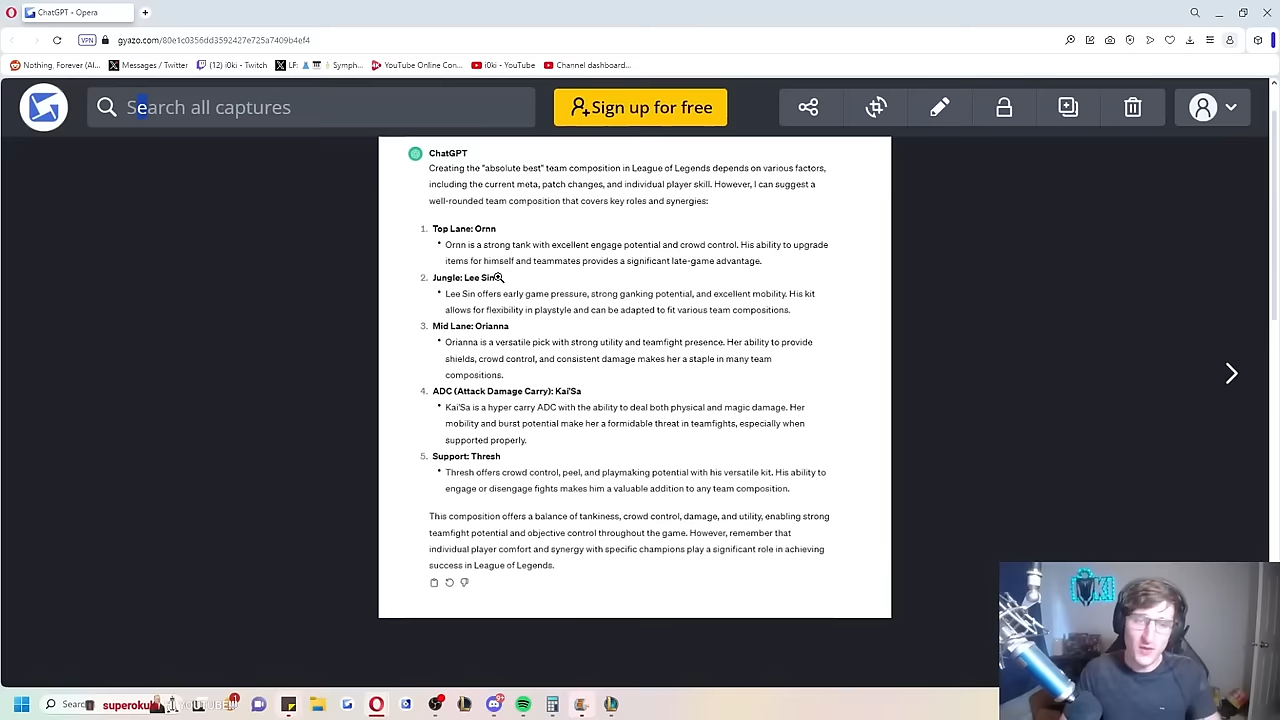 ChatGPT - Opera
VPN
gyazo.com/80e1c0356dd3592427e725a7409b4ef4
Nothing, Forever (AI... Messages / Twitter (12) i0ki - Twitch LF: Symph... YouTube Online Con... i0ki - YouTube Channel dashboard...
Search all captures
Sign up for free
ChatGPT
Creating the "absolute best" team composition in League of Legends depends on various factors,
including the current meta, patch changes, and individual player skill. However, I can suggest a
well-rounded team composition that covers key roles and synergies:
1. Top Lane: Ornn
• Ornn is a strong tank with excellent engage potential and crowd control. His ability to upgrade
items for himself and teammates provides a significant late-game advantage.
2. Jungle: Lee Sin
• Lee Sin offers early game pressure, strong ganking potential, and excellent mobility. His kit
allows for flexibility in playstyle and can be adapted to fit various team compositions.
3. Mid Lane: Orianna
• Orianna is a versatile pick with strong utility and teamfight presence. Her ability to provide
shields, crowd control, and consistent damage makes her a staple in many team
compositions.
4. ADC (Attack Damage Carry): Kai'Sa
• Kai'Sa is a hyper carry ADC with the ability to deal both physical and magic damage. Her
mobility and burst potential make her a formidable threat in teamfights, especially when
supported properly.
5. Support: Thresh
• Thresh offers crowd control, peel, and playmaking potential with his versatile kit. His ability to
engage or disengage fights makes him a valuable addition to any team composition.
This composition offers a balance of tankiness, crowd control, damage, and utility, enabling strong
teamfight potential and objective control throughout the game. However, remember that
individual player comfort and synergy with specific champions play a significant role in achieving
success in League of Legends.